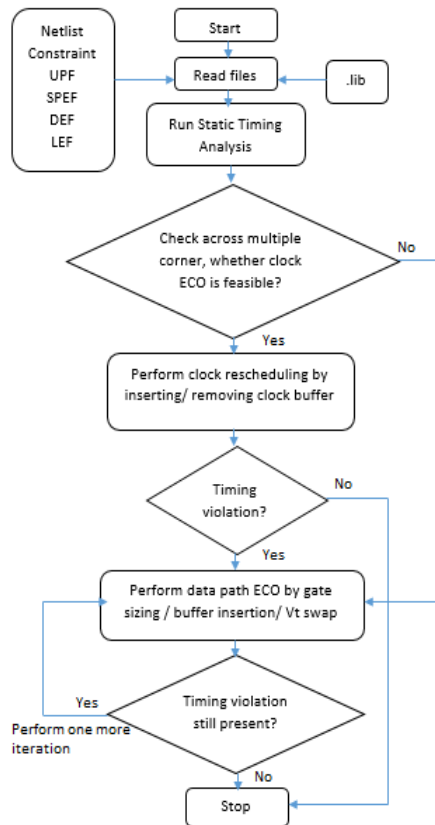 Netlist
Constraint
UPF
SPEF
DEF
LEF
Start
Read files
.lib
Run Static Timing
Analysis
Check across multiple
corner, whether clock
ECO is feasible?
No
Yes
Perform clock rescheduling by
inserting/ removing clock buffer
Timing
violation?
No
Yes
Perform data path ECO by gate
sizing / buffer insertion/ Vt swap
Timing violation
still present?
Yes
Perform one more
iteration
No
Stop